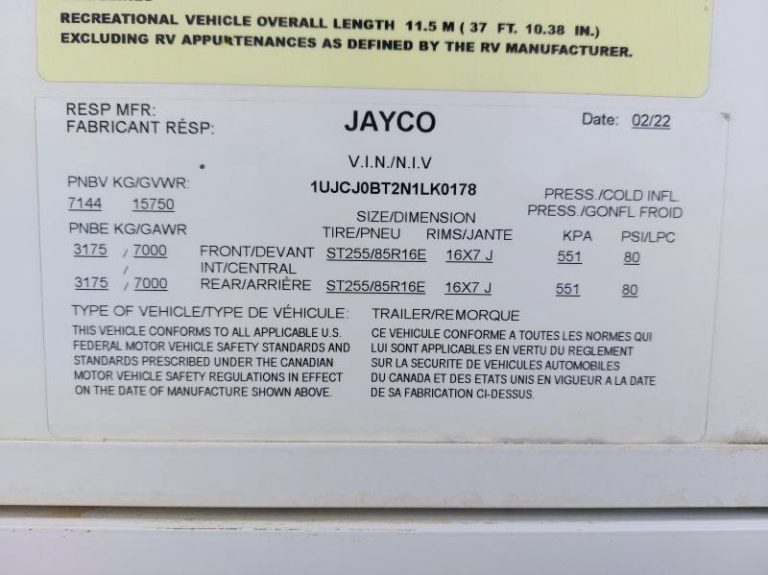 RECREATIONAL VEHICLE OVERALL LENGTH 11.5 M ( 37 FT. 10.38 IN.)
EXCLUDING RV APPURTENANCES AS DEFINED BY THE RV MANUFACTURER.
RESP MFR:
FABRICANT RÉSP:
JAYCO
Date: 02/22
V.I.N./N.I.V
PNBV KG/GVWR:
1UJCJ0BT2N1LK0178
PRESS./COLD INFL.
7144 15750
SIZE/DIMENSION
PRESS./GONFL FROID
PNBE KG/GAWR
TIRE/PNEU RIMS/JANTE KPA PSI/LPC
3175 / 7000 FRONT/DEVANT ST255/85R16E 16X7 J 551 80
/ INT/CENTRAL
3175 / 7000 REAR/ARRIÈRE ST255/85R16E 16X7 J 551 80
TYPE OF VEHICLE/TYPE DE VÉHICULE: TRAILER/REMORQUE
THIS VEHICLE CONFORMS TO ALL APPLICABLE U.S.
FEDERAL MOTOR VEHICLE SAFETY STANDARDS AND
STANDARDS PRESCRIBED UNDER THE CANADIAN
MOTOR VEHICLE SAFETY REGULATIONS IN EFFECT
ON THE DATE OF MANUFACTURE SHOWN ABOVE.
CE VEHICULE CONFORME A TOUTES LES NORMES QUI
LUI SONT APPLICABLES EN VERTU DU REGLEMENT
SUR LA SECURITE DE VEHICULES AUTOMOBILES
DU CANADA ET DES ETATS UNIS EN VIGUEUR A LA DATE
DE SA FABRICATION CI-DESSUS.